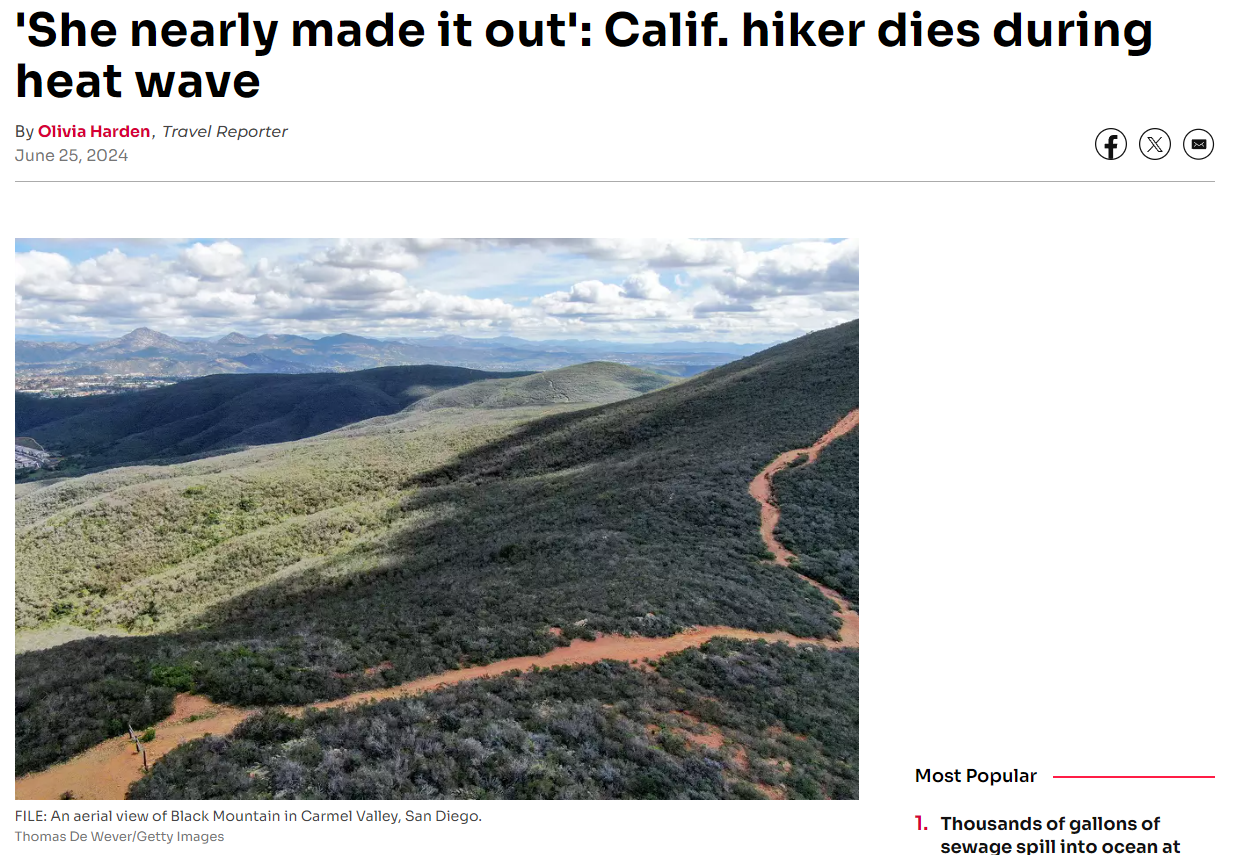 'She nearly made it out': Calif. hiker dies during
heat wave
By Olivia Harden, Travel Reporter
June 25, 2024
FILE: An aerial view of Black Mountain in Carmel Valley, San Diego.
Thomas De Wever/Getty Images
Most Popular
1. Thousands of gallons of
sewage spill into ocean at